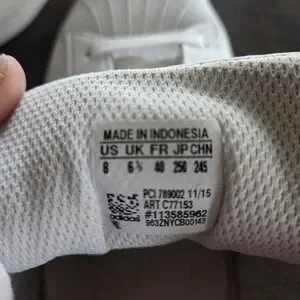 MADE IN INDONESIA
US UK FR JP CHN
8 6½ 40 250 245
PCI 789002 11/15
ART C77153
#113585962
963ZNYCB00143